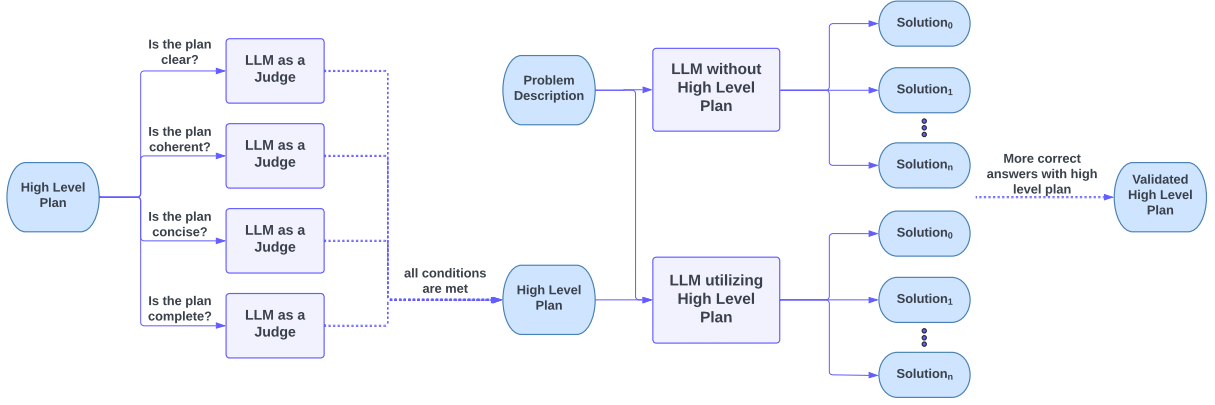 High Level
Plan
Is the plan
clear?
LLM as a
Judge
Is the plan
coherent?
LLM as a
Judge
Is the plan
concise?
LLM as a
Judge
Is the plan
complete?
LLM as a
Judge
all conditions
are met
Problem
Description
High Level
Plan
LLM without
High Level
Plan
LLM utilizing
High Level
Plan
Solution₀
Solution₁
Solutionₙ
Solution₀
Solution₁
Solutionₙ
More correct
answers with high
level plan
Validated
High Level
Plan